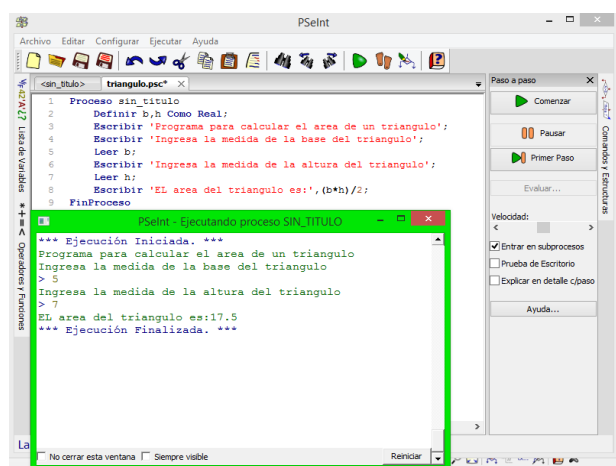 PSeInt
Archivo Editar Configurar Ejecutar Ayuda
<sin_titulo> triangulo.psc*
1 Proceso sin_titulo
2 Definir b,h Como Real;
3 Escribir 'Programa para calcular el area de un triangulo';
4 Escribir 'Ingresa la medida de la base del triangulo';
5 Leer b;
6 Escribir 'Ingresa la medida de la altura del triangulo';
7 Leer h;
8 Escribir 'EL area del triangulo es:',(b*h)/2;
9 FinProceso
Lista de Variables
Operadores y Funciones
PSeInt - Ejecutando proceso SIN_TITULO
*** Ejecución Iniciada. ***
Programa para calcular el area de un triangulo
Ingresa la medida de la base del triangulo
> 5
Ingresa la medida de la altura del triangulo
> 7
EL area del triangulo es:17.5
*** Ejecución Finalizada. ***
No cerrar esta ventana Siempre visible Reiniciar
La
Paso a paso
Comenzar
Pausar
Primer Paso
Evaluar...
Velocidad:
Entrar en subprocesos
Prueba de Escritorio
Explicar en detalle c/paso
Ayuda...
Comandos y Estructuras